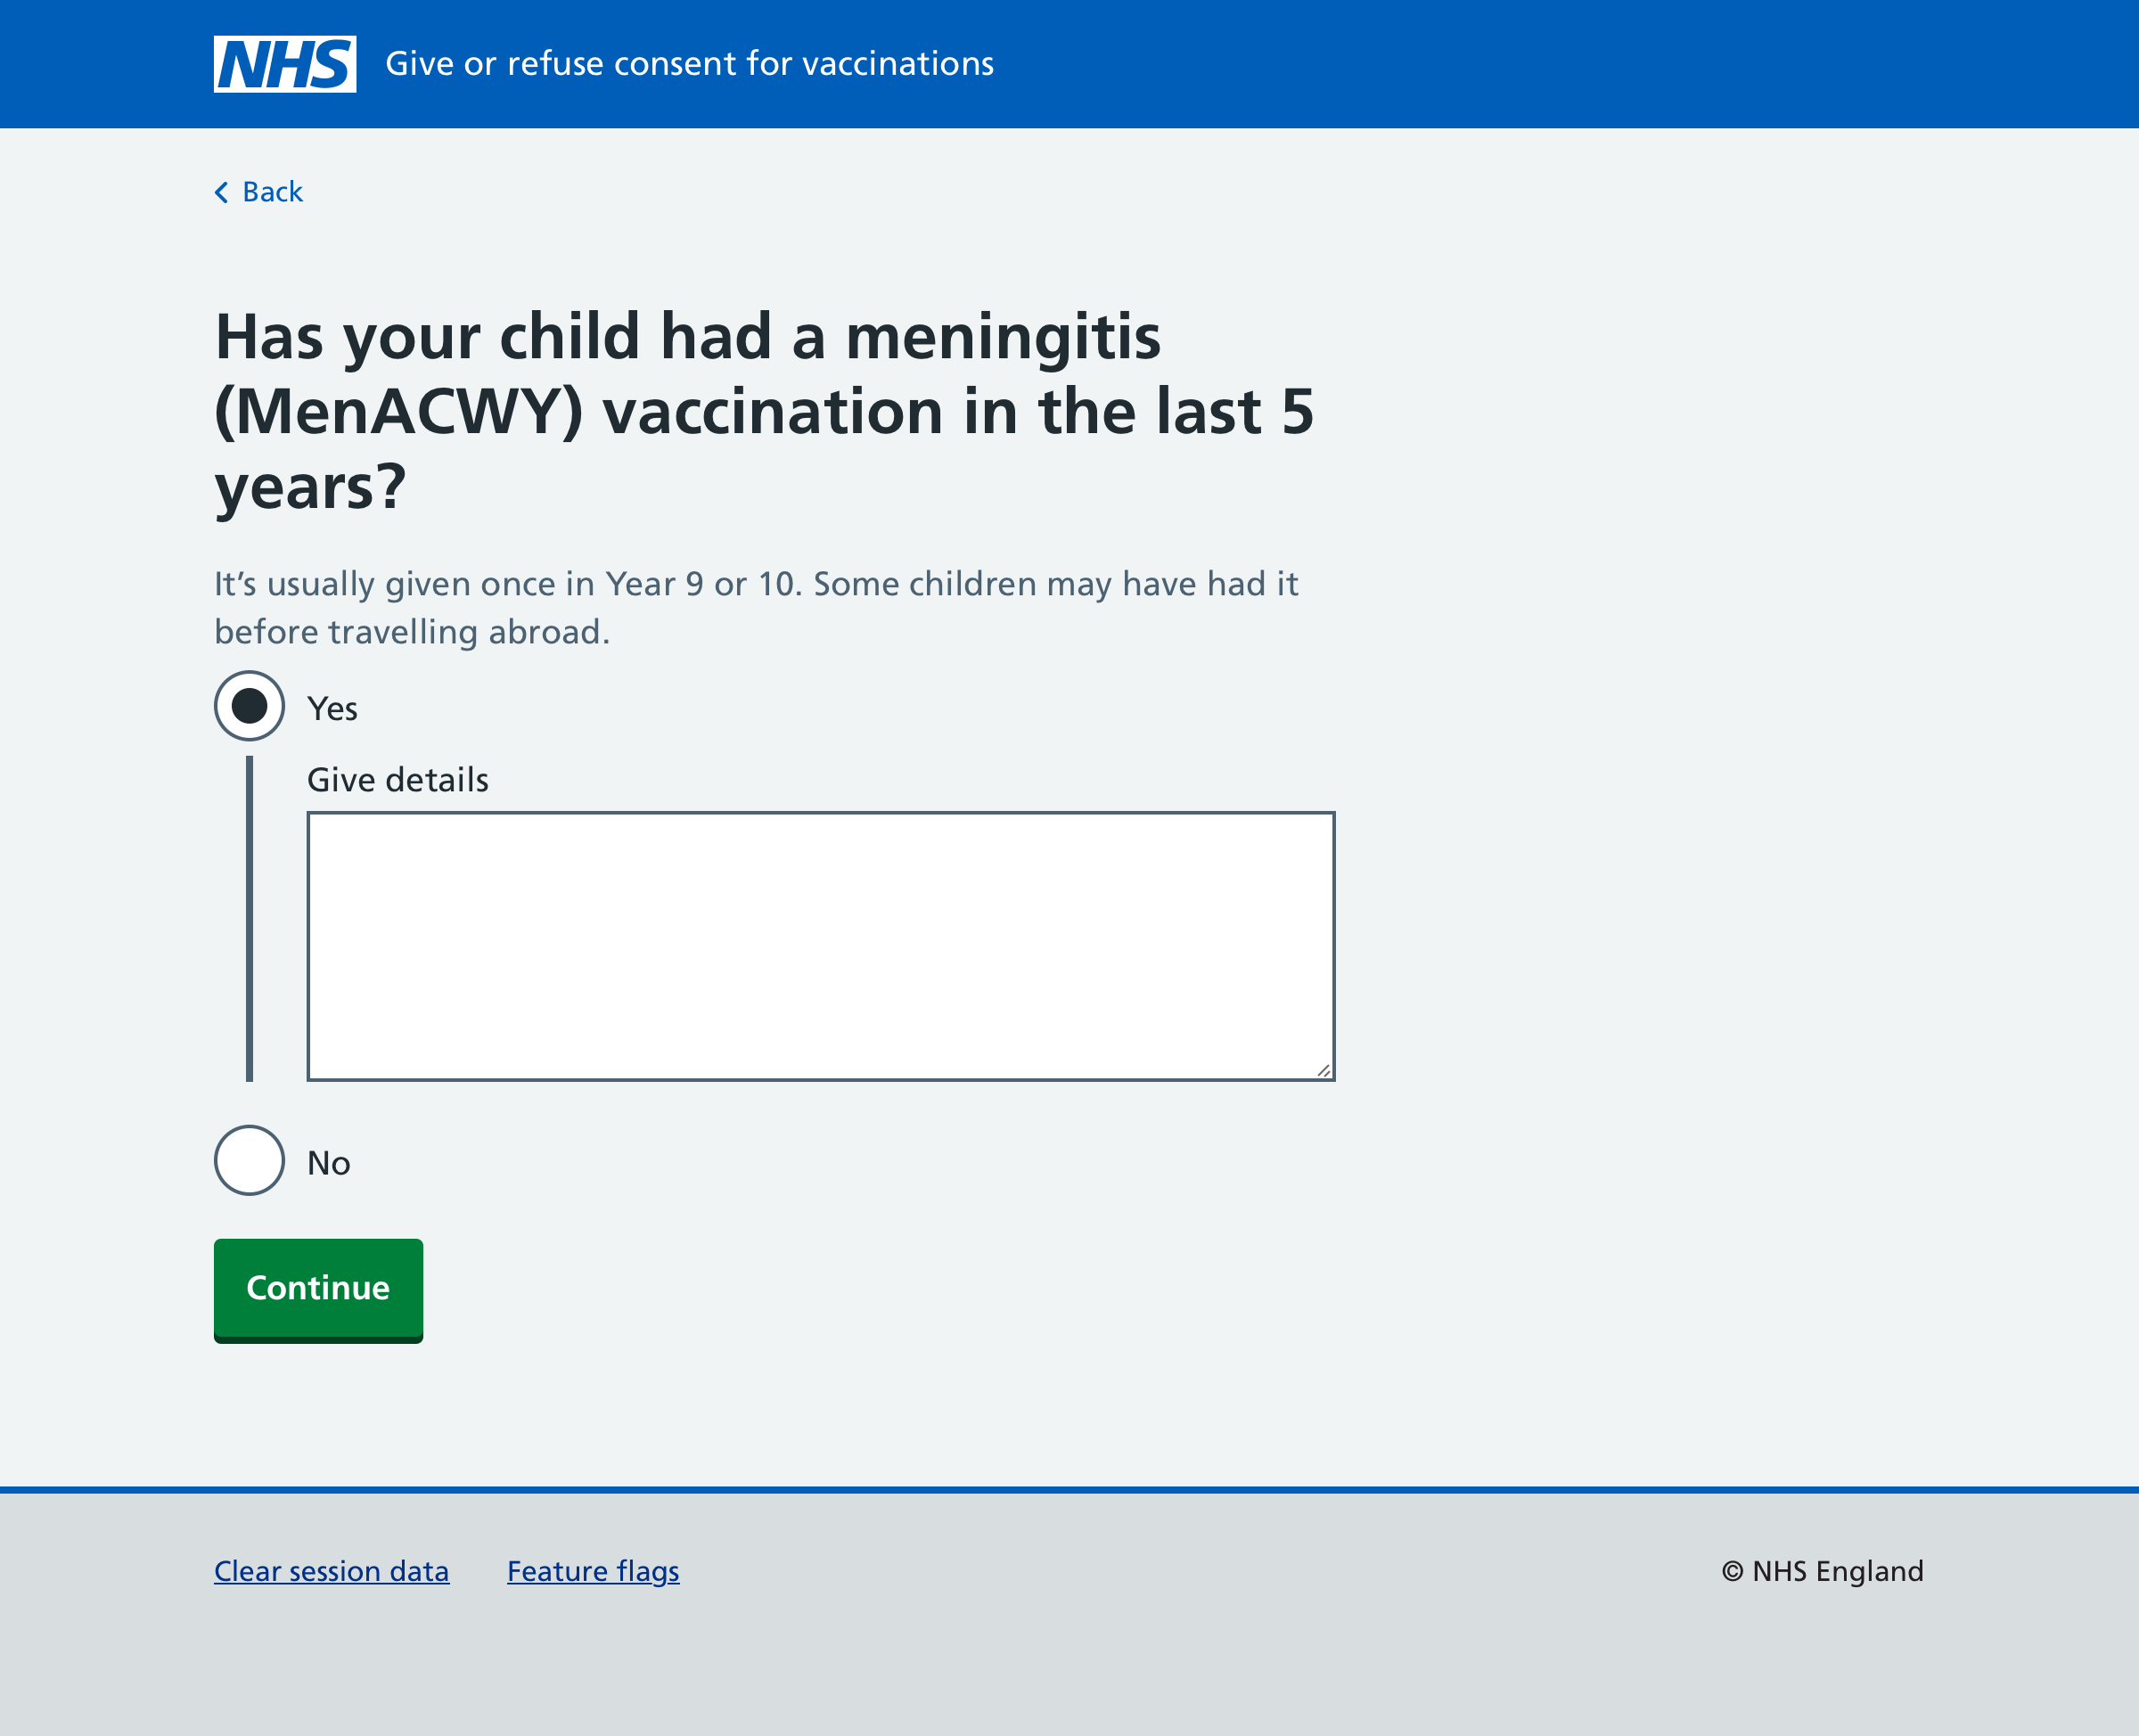 NHS Give or refuse consent for vaccinations
Back
Has your child had a meningitis
(MenACWY) vaccination in the last 5
years?
It’s usually given once in Year 9 or 10. Some children may have had it
before travelling abroad.
Yes
Give details
No
Continue
Clear session data Feature flags © NHS England